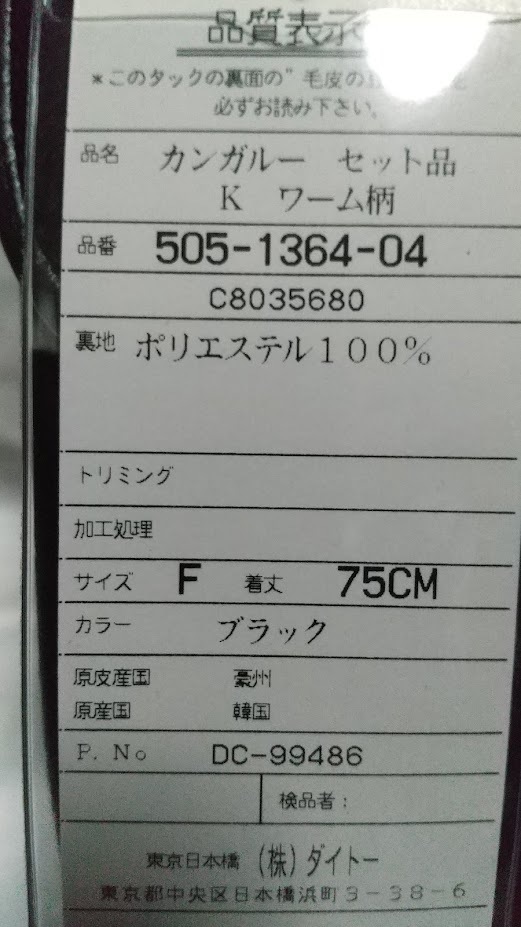 品質表示
＊このタックの裏面の"毛皮の
必ずお読み下さい。
品名 カンガルー セット品
K ワーム柄
品番 505-1364-04
C8035680
裏地 ポリエステル100%
トリミング
加工処理
サイズ F 着丈 75CM
カラー ブラック
原皮産国 豪州
原産国 韓国
P. No DC-99486
検品者：
東京日本橋 (株)ダイトー
東京都中央区日本橋浜町3-38-6